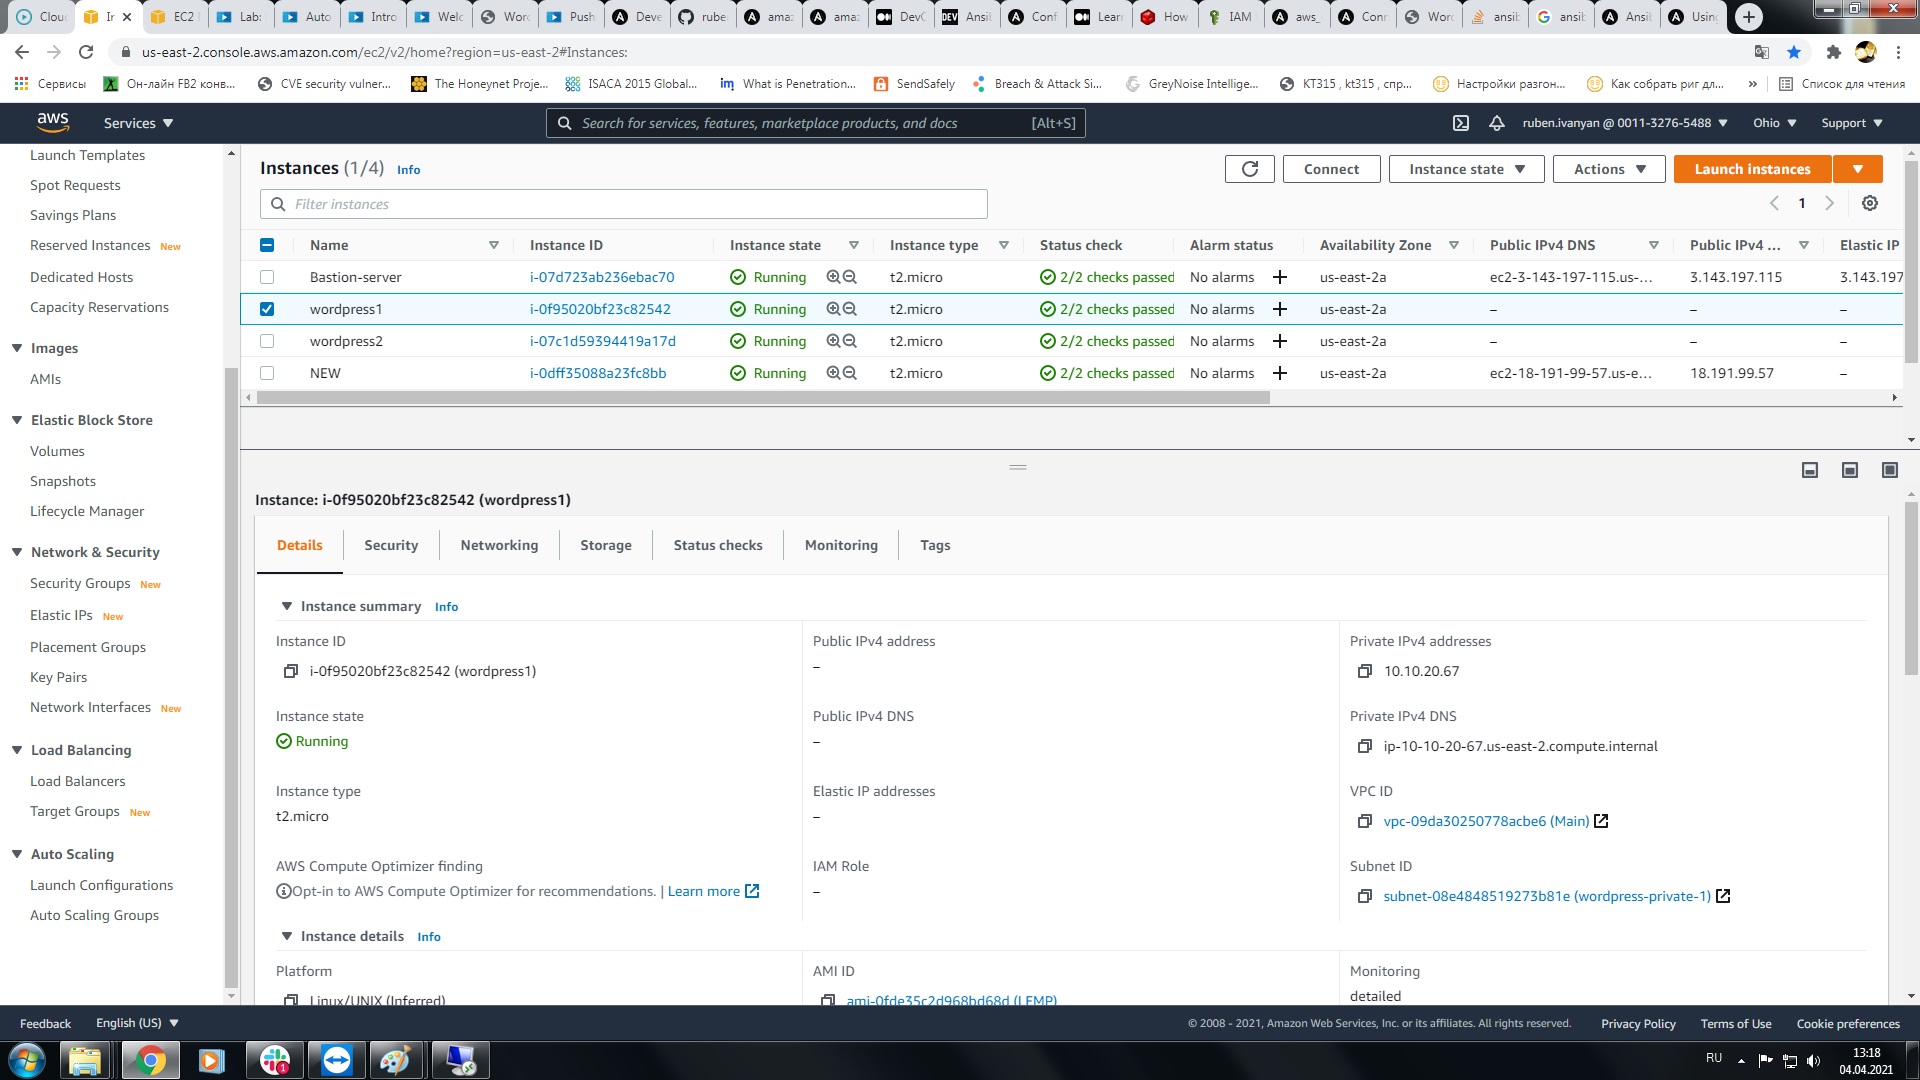 Cloud
In
EC2
Lab:
Auto
Intro
Welc
Word
Push
Deve
rube
amaz
amaz
DevO
Ansil
Conf
Lear
How
IAM
aws_
Conn
Word
ansib
ansib
Ansil
Using
us-east-2.console.aws.amazon.com/ec2/v2/home?region=us-east-2#Instances:
Сервисы
Он-лайн FB2 конв...
CVE security vulner...
The Honeynet Proje...
ISACA 2015 Global...
What is Penetration...
SendSafely
Breach & Attack Si...
GreyNoise Intellige...
KT315 , kt315 , спр...
Настройки разгон...
Как собрать риг дл...
»
Список для чтения
aws
Services
Search for services, features, marketplace products, and docs [Alt+S]
ruben.ivanyan @ 0011-3276-5488
Ohio
Support
Launch Templates
Spot Requests
Savings Plans
Reserved Instances New
Dedicated Hosts
Capacity Reservations
Images
AMIs
Elastic Block Store
Volumes
Snapshots
Lifecycle Manager
Network & Security
Security Groups New
Elastic IPs New
Placement Groups
Key Pairs
Network Interfaces New
Load Balancing
Load Balancers
Target Groups New
Auto Scaling
Launch Configurations
Auto Scaling Groups
Instances (1/4) Info
Connect
Instance state
Actions
Launch instances
Filter instances
1
Name Instance ID Instance state Instance type Status check Alarm status Availability Zone Public IPv4 DNS Public IPv4 ... Elastic IP
Bastion-server i-07d723ab236ebac70 Running t2.micro 2/2 checks passed No alarms + us-east-2a ec2-3-143-197-115.us-... 3.143.197.115 3.143.197
wordpress1 i-0f95020bf23c82542 Running t2.micro 2/2 checks passed No alarms + us-east-2a – – –
wordpress2 i-07c1d59394419a17d Running t2.micro 2/2 checks passed No alarms + us-east-2a – – –
NEW i-0dff35088a23fc8bb Running t2.micro 2/2 checks passed No alarms + us-east-2a ec2-18-191-99-57.us-e... 18.191.99.57 –
Instance: i-0f95020bf23c82542 (wordpress1)
Details Security Networking Storage Status checks Monitoring Tags
Instance summary Info
Instance ID
i-0f95020bf23c82542 (wordpress1)
Public IPv4 address
–
Private IPv4 addresses
10.10.20.67
Instance state
Running
Public IPv4 DNS
–
Private IPv4 DNS
ip-10-10-20-67.us-east-2.compute.internal
Instance type
t2.micro
Elastic IP addresses
–
VPC ID
vpc-09da30250778acbe6 (Main)
AWS Compute Optimizer finding
Opt-in to AWS Compute Optimizer for recommendations. | Learn more
IAM Role
–
Subnet ID
subnet-08e4848519273b81e (wordpress-private-1)
Instance details Info
Platform
Linux/UNIX (Inferred)
AMI ID
ami-0fde35c2d968bd68d (LEMP)
Monitoring
detailed
Feedback
English (US)
© 2008 - 2021, Amazon Web Services, Inc. or its affiliates. All rights reserved.
Privacy Policy
Terms of Use
Cookie preferences
RU
13:18
04.04.2021